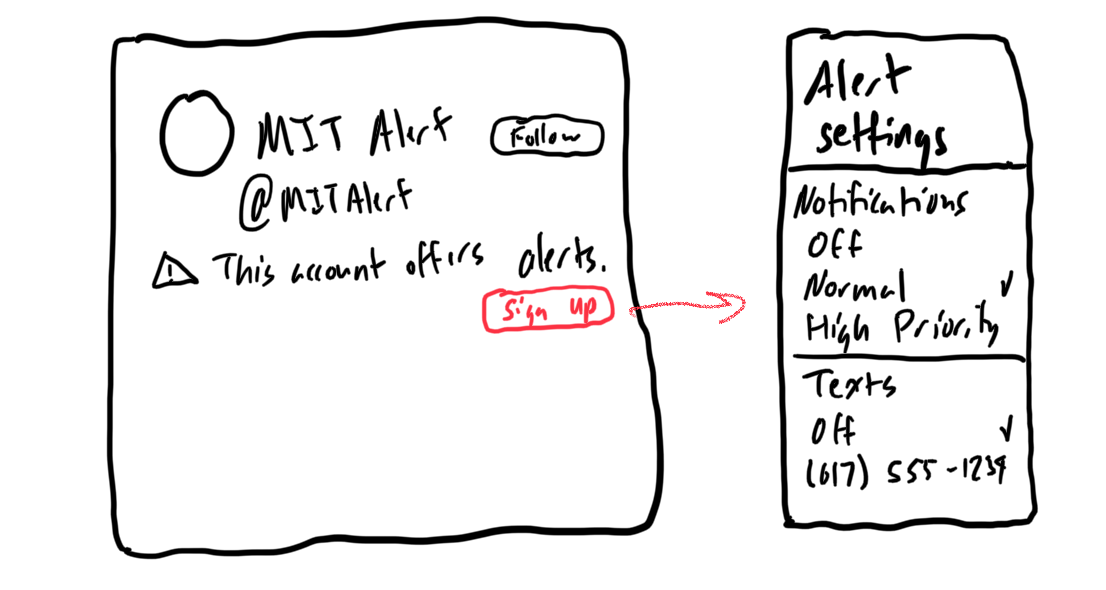 MIT Alert
Follow
@MITAlert
This account offers alerts.
Sign up
Alert
settings
Notifications
Off
Normal
High Priority
Texts
Off
(617) 555-1234